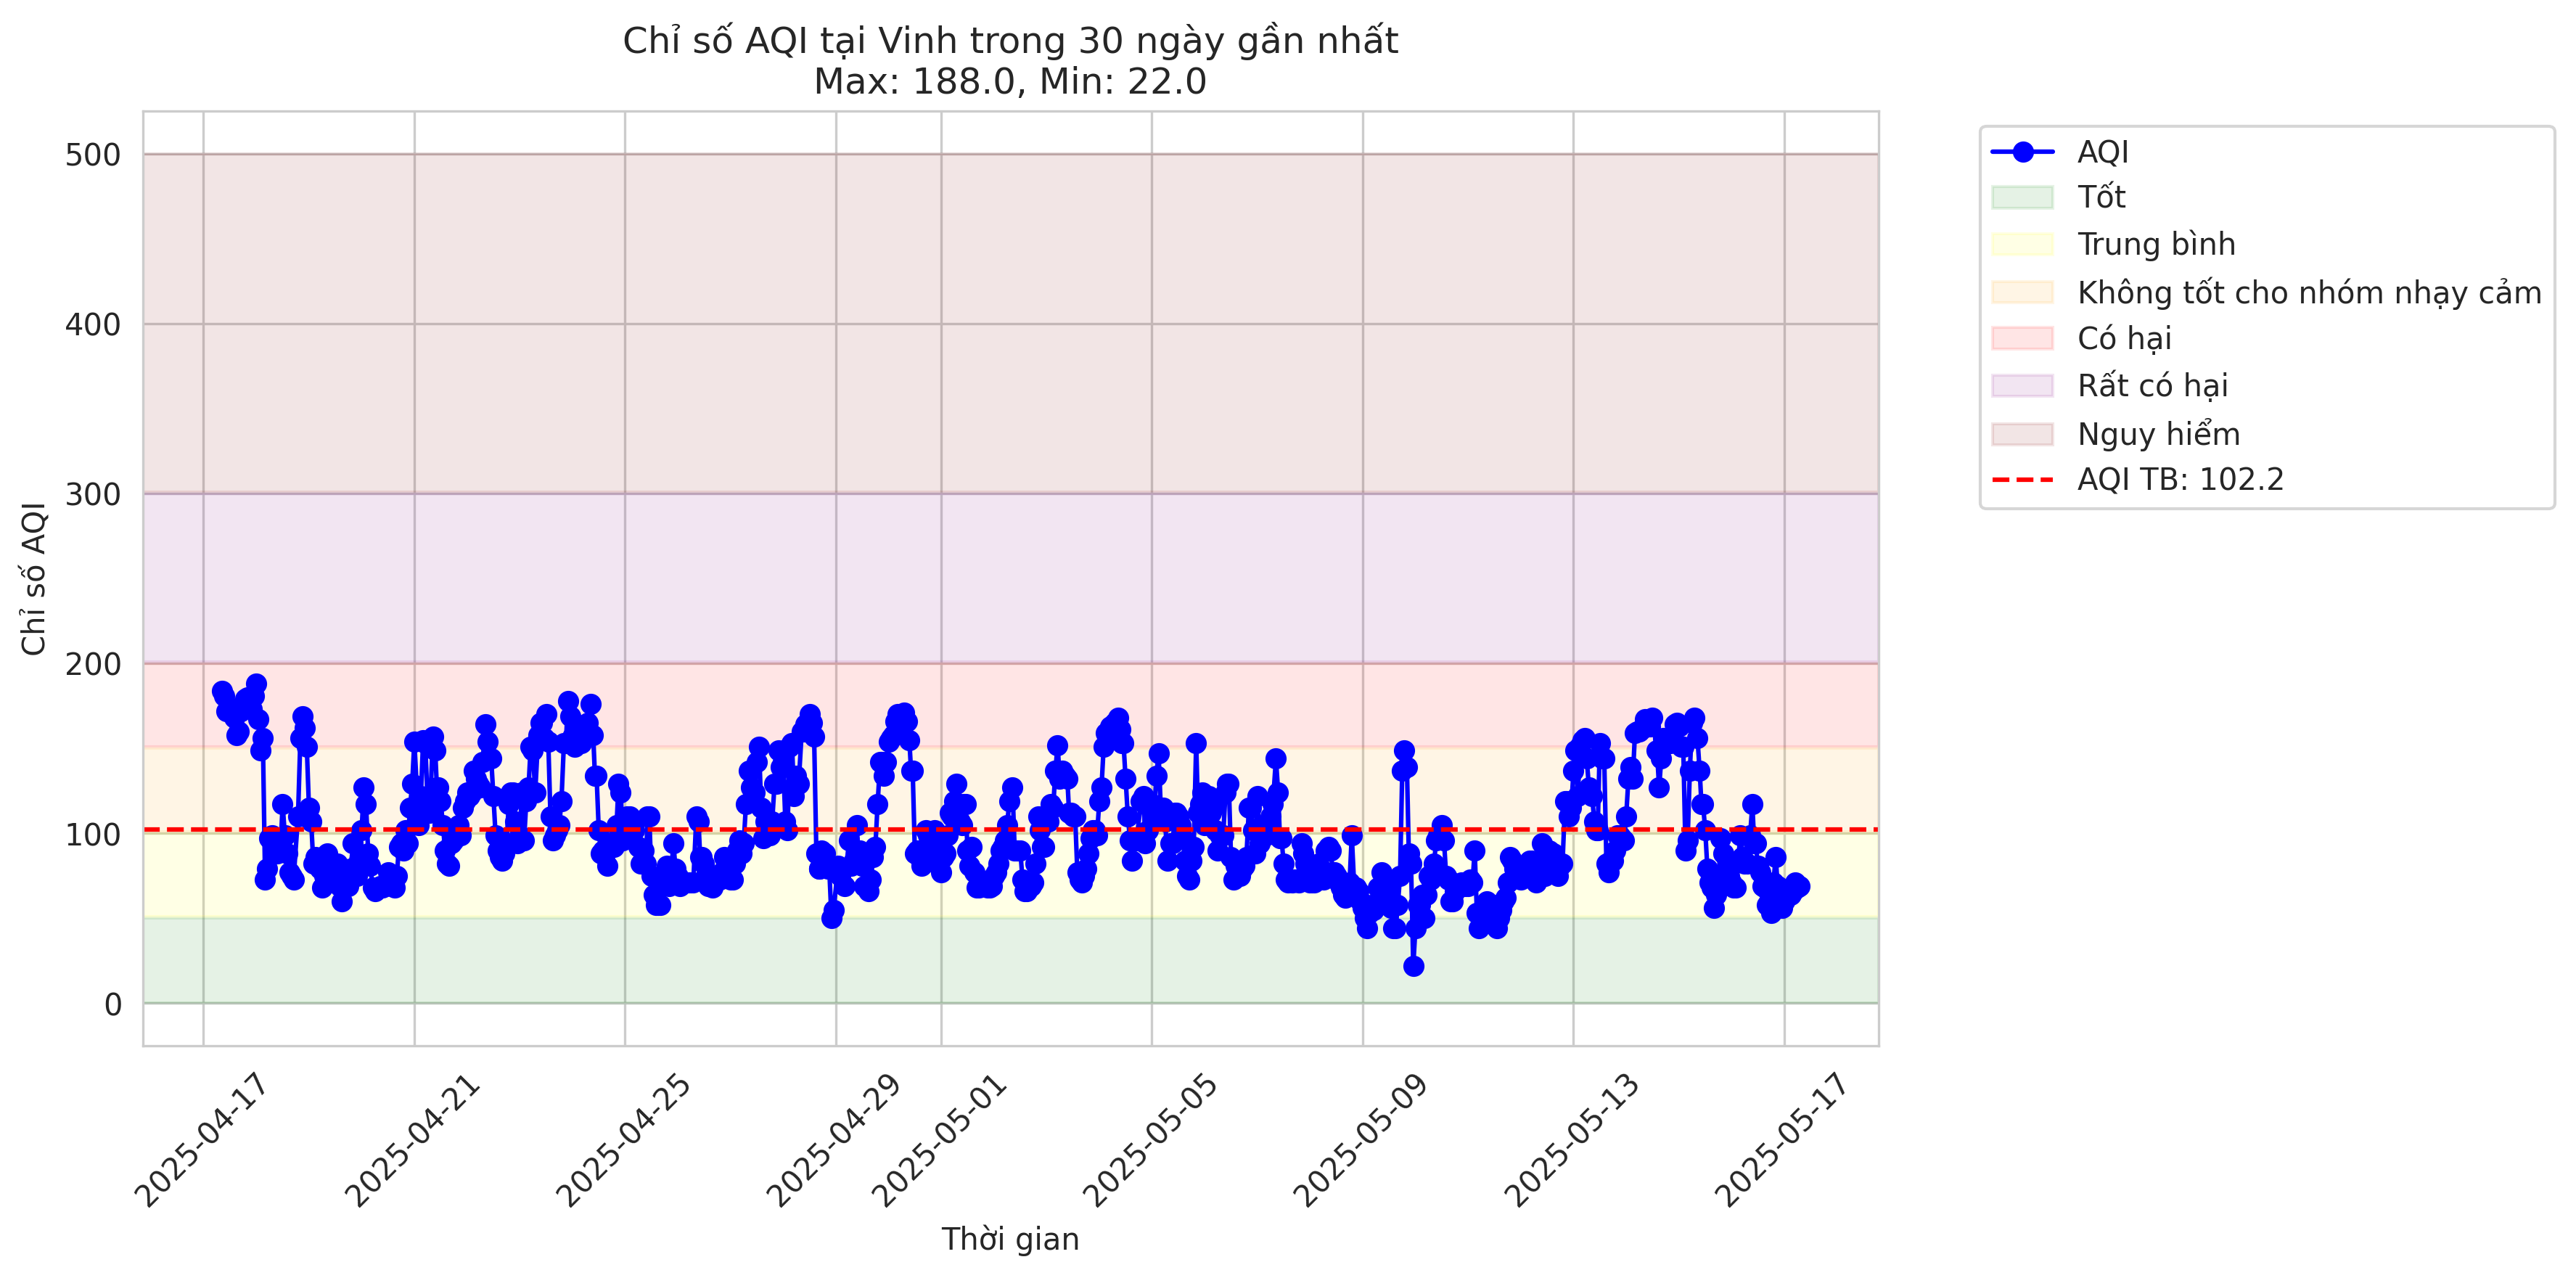 Chỉ số AQI tại Vinh trong 30 ngày gần nhất
Max: 188.0, Min: 22.0
Chỉ số AQI
500
400
300
200
100
0
2025-04-17
2025-04-21
2025-04-25
2025-04-29
2025-05-01
2025-05-05
2025-05-09
2025-05-13
2025-05-17
Thời gian
AQI
Tốt
Trung bình
Không tốt cho nhóm nhạy cảm
Có hại
Rất có hại
Nguy hiểm
AQI TB: 102.2